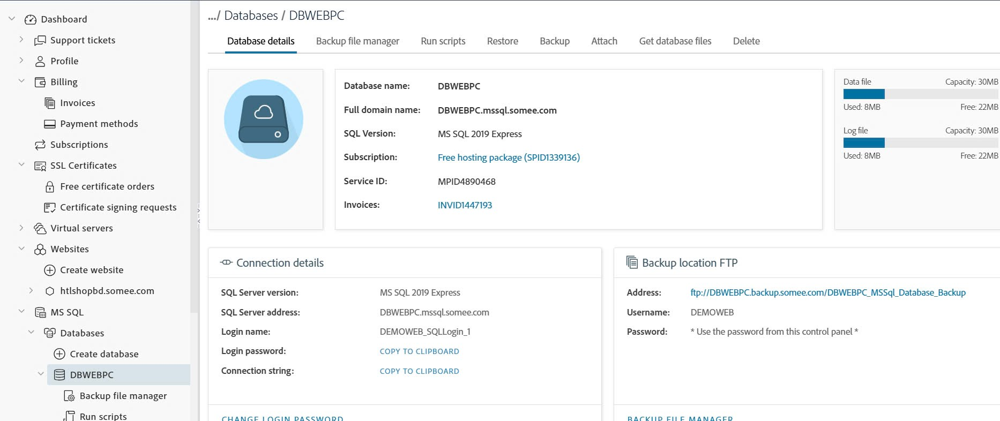 Dashboard
Support tickets
Profile
Billing
Invoices
Payment methods
Subscriptions
SSL Certificates
Free certificate orders
Certificate signing requests
Virtual servers
Websites
Create website
htlshopbd.somee.com
MS SQL
Databases
Create database
DBWEBPC
Backup file manager
Run scripts
.../ Databases / DBWEBPC
Database details Backup file manager Run scripts Restore Backup Attach Get database files Delete
Database name: DBWEBPC
Full domain name: DBWEBPC.mssql.somee.com
SQL Version: MS SQL 2019 Express
Subscription: Free hosting package (SPID1339136)
Service ID: MPID4890468
Invoices: INVID1447193
Data file Capacity: 30MB
Used: 8MB Free: 22MB
Log file Capacity: 30MB
Used: 8MB Free: 22MB
Connection details
SQL Server version: MS SQL 2019 Express
SQL Server address: DBWEBPC.mssql.somee.com
Login name: DEMOWEB_SQLLogin_1
Login password: COPY TO CLIPBOARD
Connection string: COPY TO CLIPBOARD
CHANGE LOGIN PASSWORD
Backup location FTP
Address: ftp://DBWEBPC.backup.somee.com/DBWEBPC_MSSql_Database_Backup
Username: DEMOWEB
Password: * Use the password from this control panel *
BACKUP FILE MANAGER